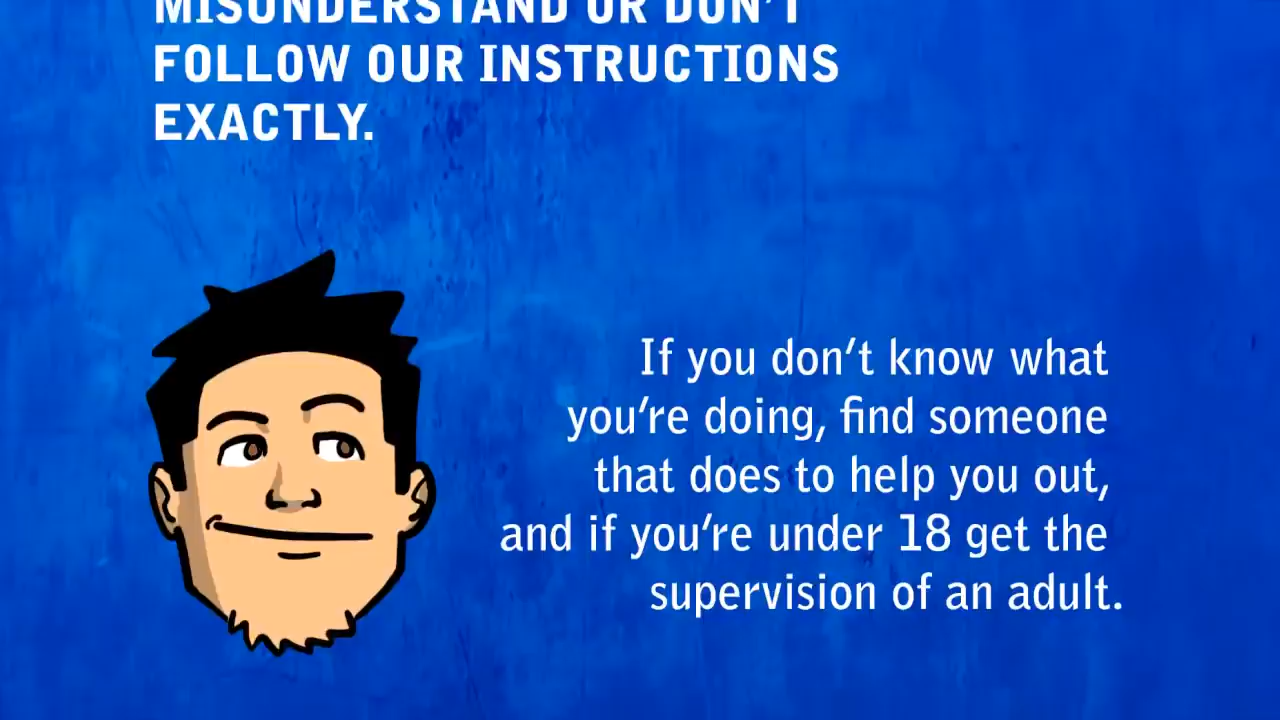 MISUNDERSTAND OR DON'T
FOLLOW OUR INSTRUCTIONS
EXACTLY.
If you don't know what
you're doing, find someone
that does to help you out,
and if you're under 18 get the
supervision of an adult.